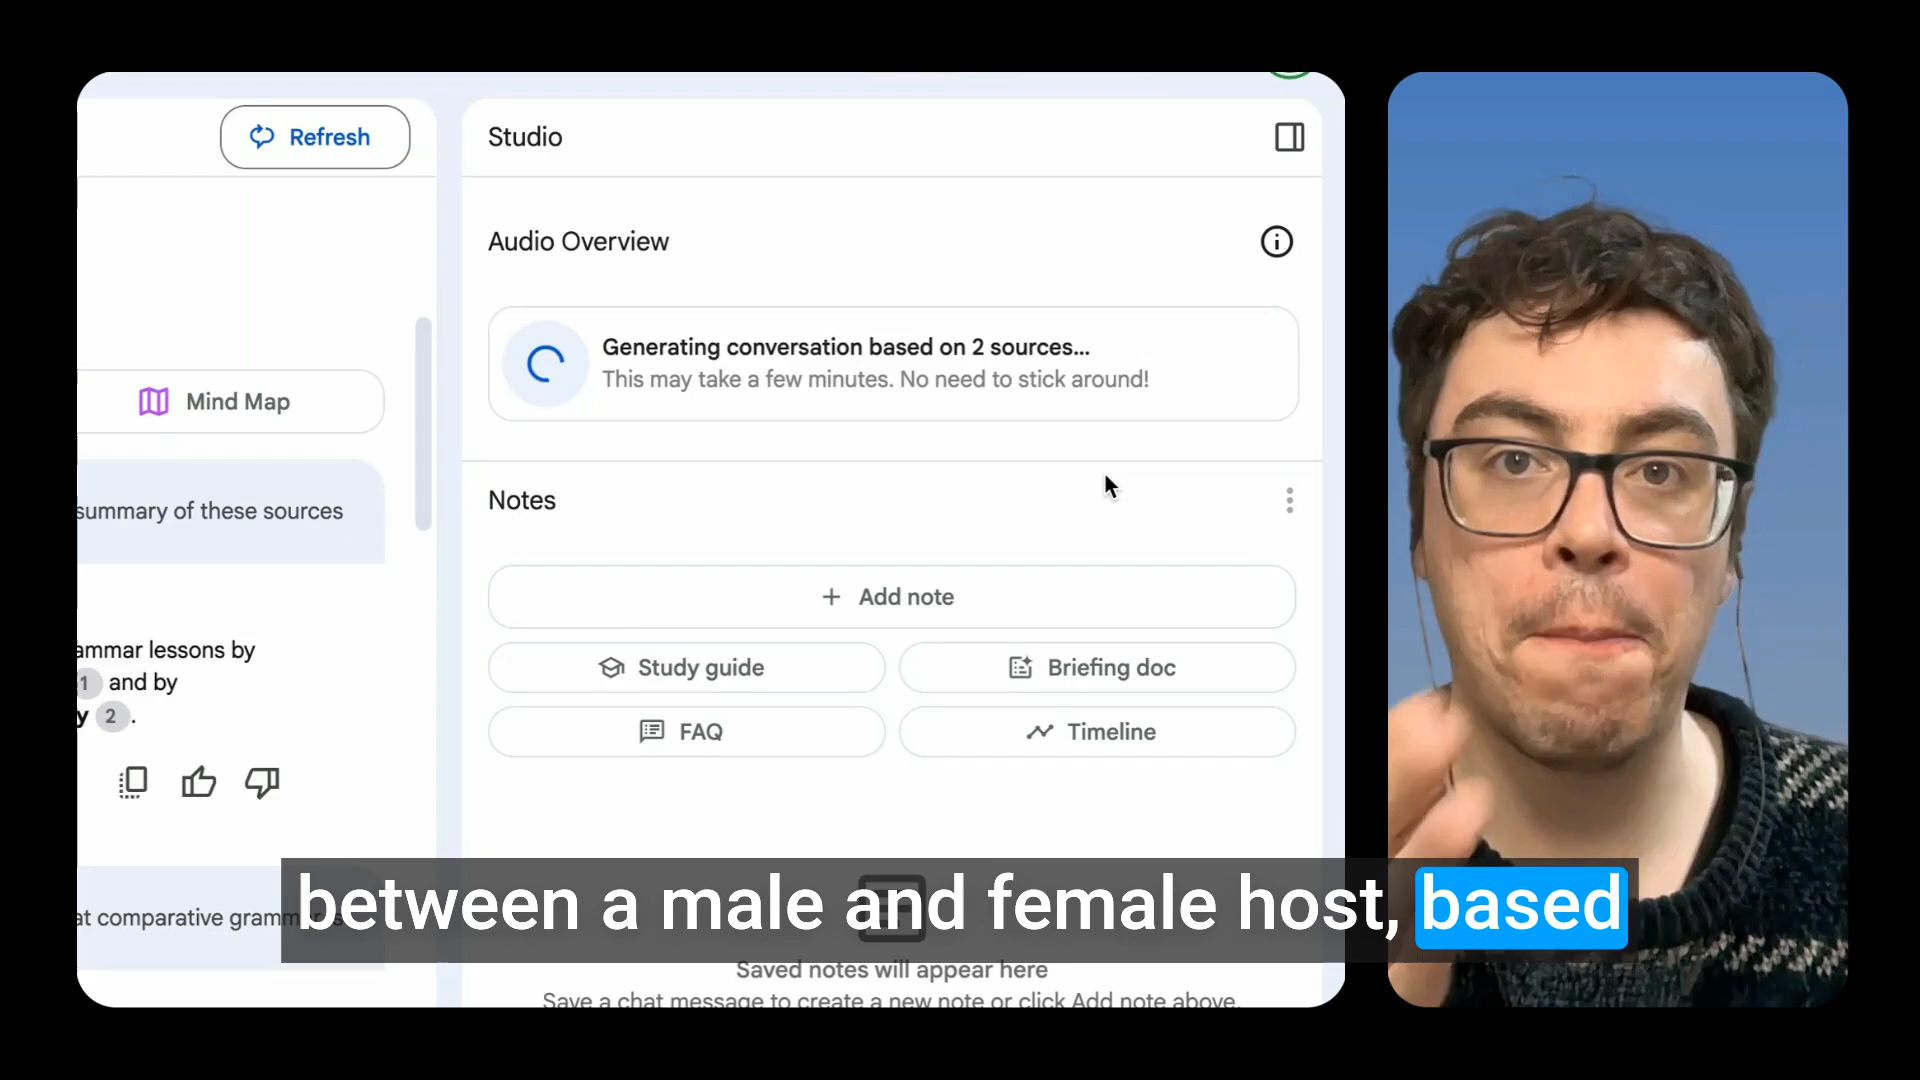 Refresh
Mind Map
summary of these sources
ammar lessons by
1 and by
y 2.
Studio
Audio Overview
Generating conversation based on 2 sources...
This may take a few minutes. No need to stick around!
Notes
+ Add note
Study guide
Briefing doc
FAQ
Timeline
at comparative gramm
between a male and female host, based
Saved notes will appear here
Save a chat message to create a new note or click Add note above.